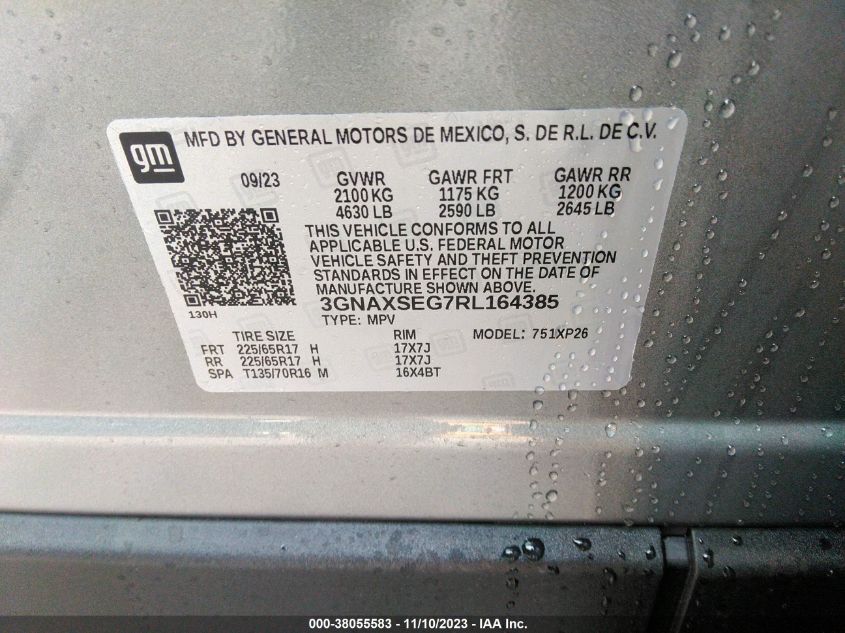 gm
MFD BY GENERAL MOTORS DE MEXICO, S. DE R.L. DE C.V.
09/23 GVWR GAWR FRT GAWR RR
2100 KG 1175 KG 1200 KG
4630 LB 2590 LB 2645 LB
THIS VEHICLE CONFORMS TO ALL
APPLICABLE U.S. FEDERAL MOTOR
VEHICLE SAFETY AND THEFT PREVENTION
STANDARDS IN EFFECT ON THE DATE OF
MANUFACTURE SHOWN ABOVE.
3GNAXSEG7RL164385
130H
TYPE: MPV
TIRE SIZE RIM MODEL: 751XP26
FRT 225/65R17 H 17X7J
RR 225/65R17 H 17X7J
SPA T135/70R16 M 16X4BT
000-38055583 - 11/10/2023 - IAA Inc.